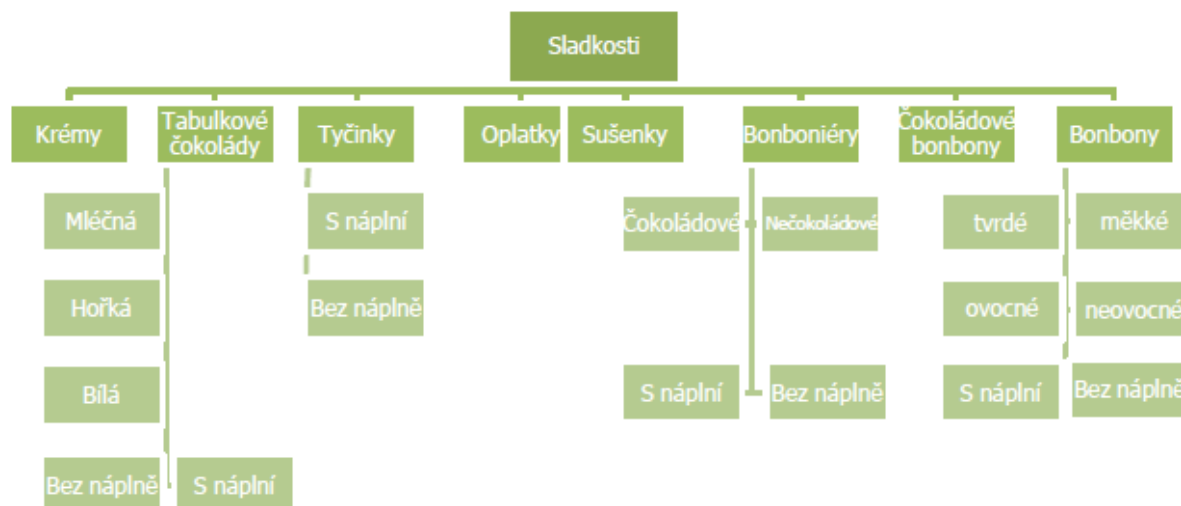 Sladkosti
Krémy
Tabulkové
čokolády
Tyčinky
Oplatky
Sušenky
Bonboniéry
Čokoládové
bonbony
Bonbony
Mléčná
S náplní
Čokoládové
Nečokoládové
tvrdé
měkké
Hořká
Bez náplně
ovocné
neovocné
Bílá
S náplní
Bez náplně
S náplní
Bez náplně
Bez náplně
S náplní